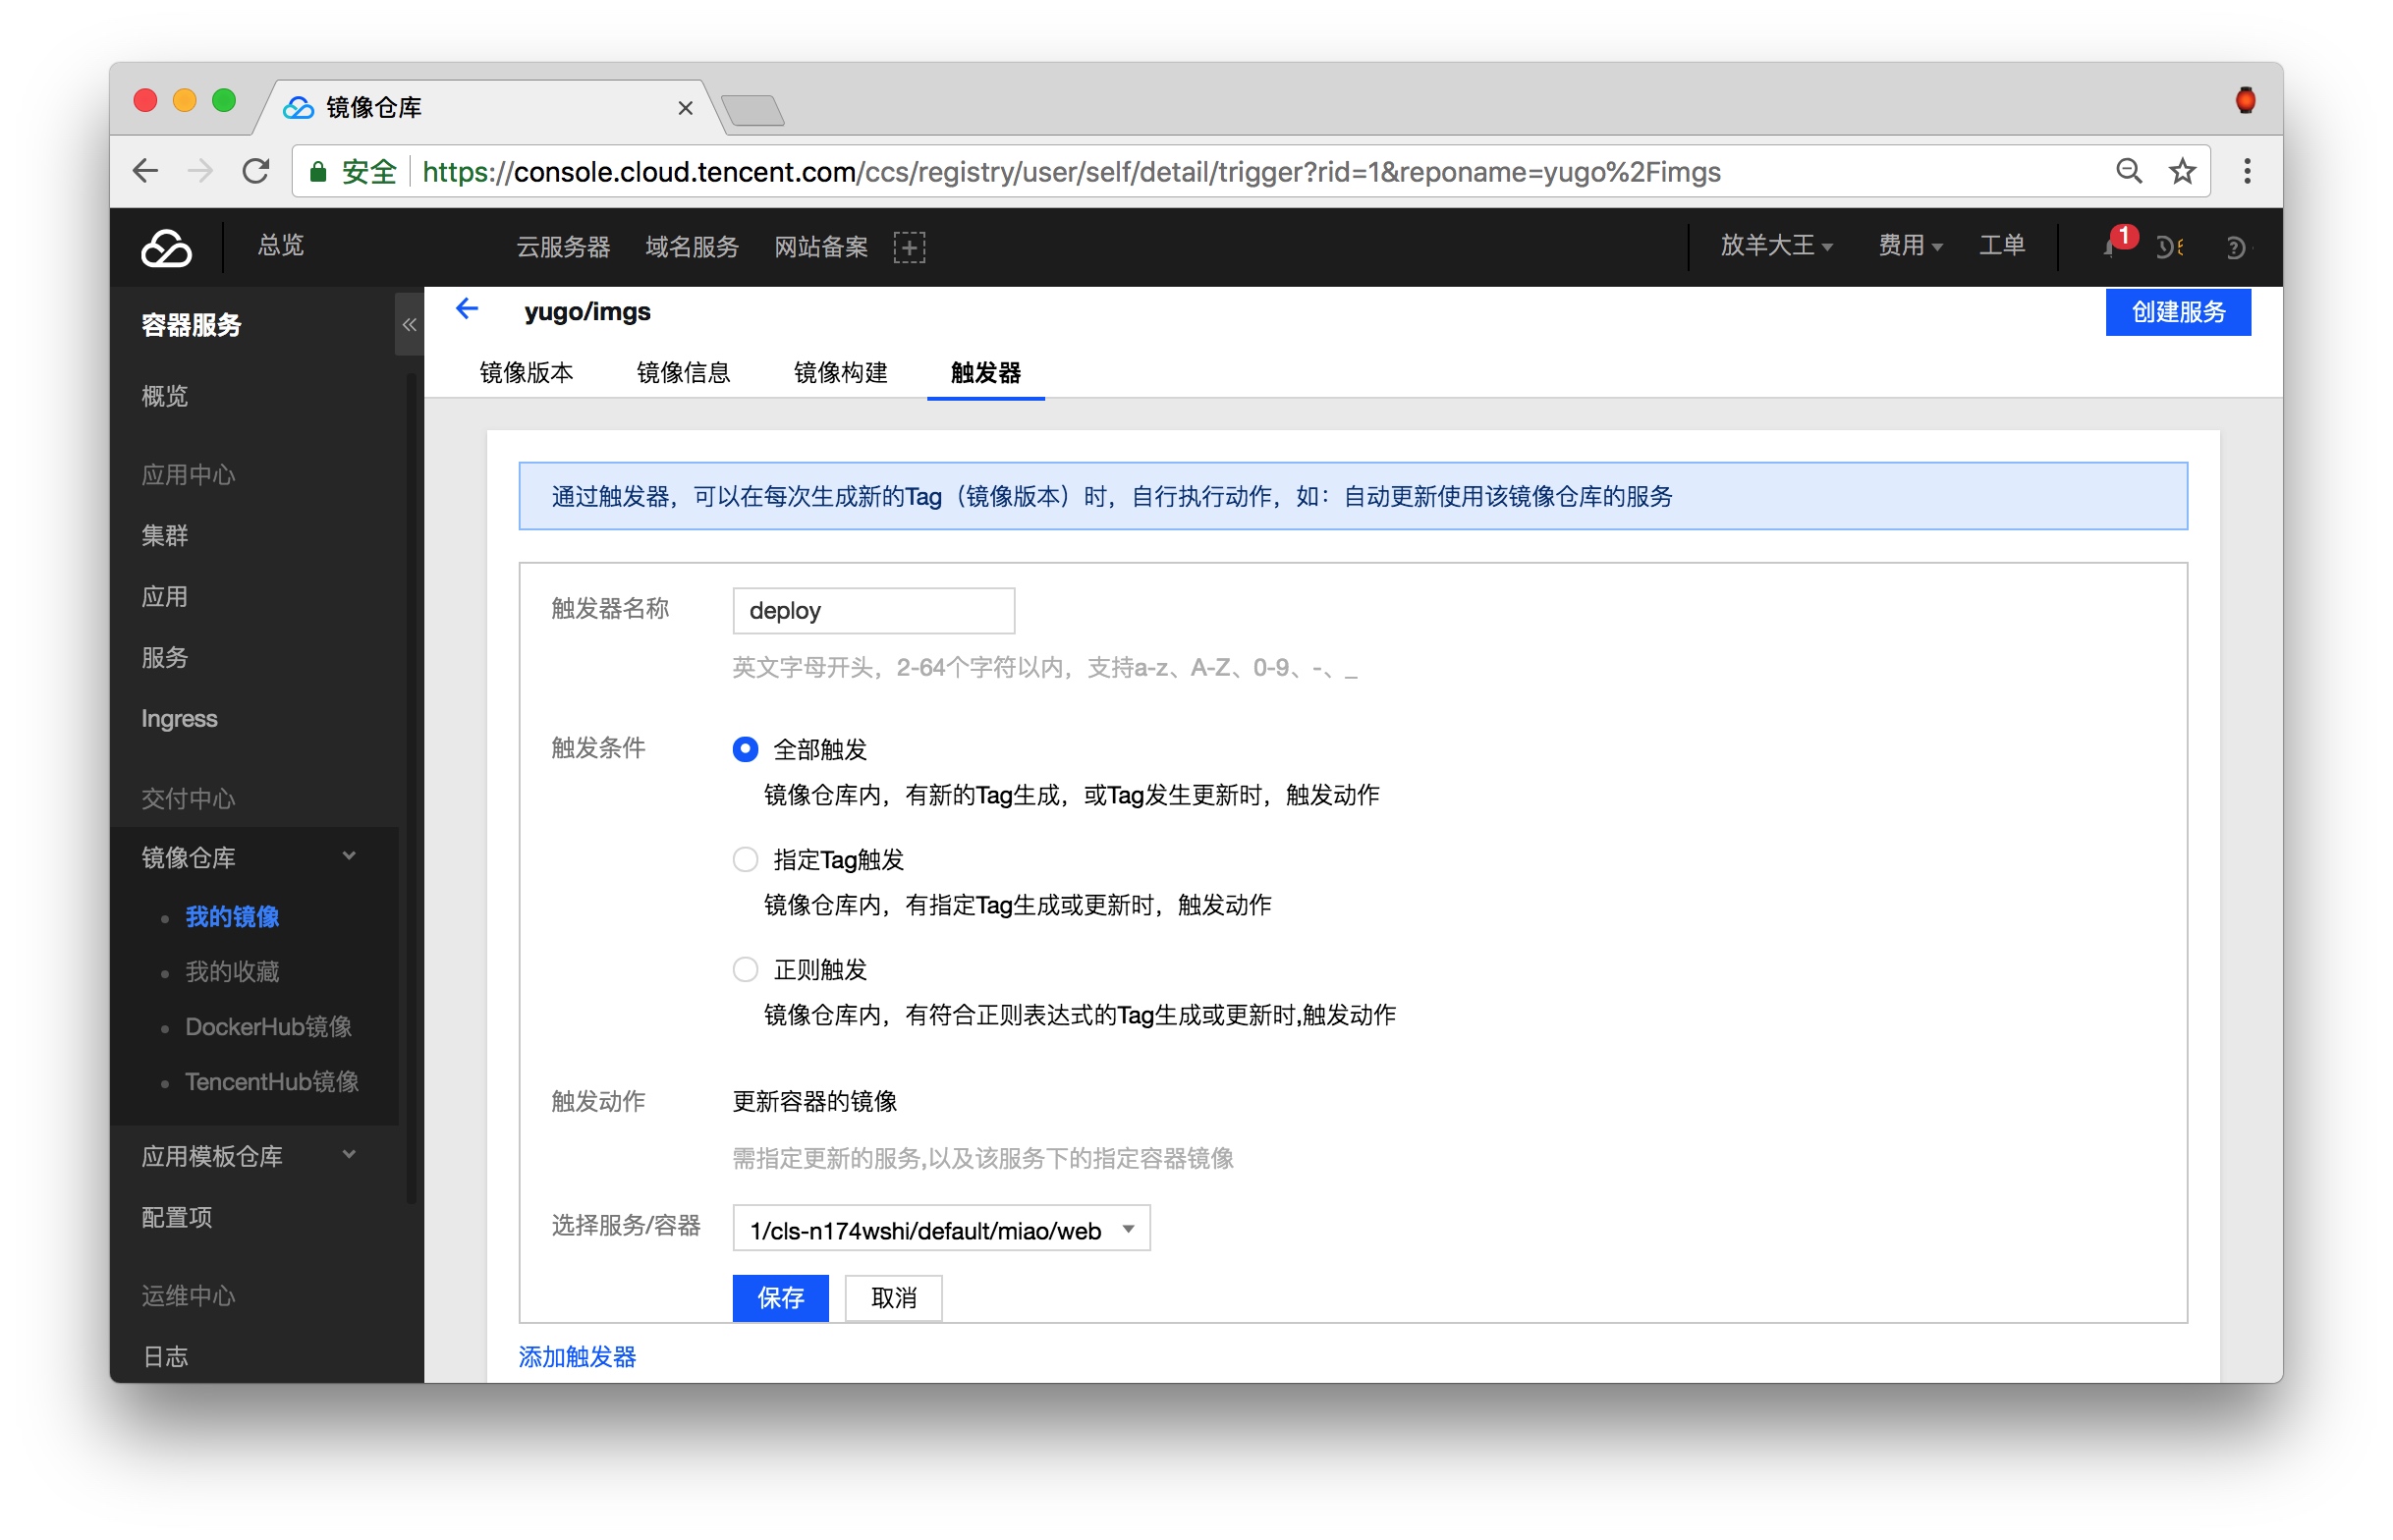 镜像仓库
安全 https://console.cloud.tencent.com/ccs/registry/user/self/detail/trigger?rid=1&reponame=yugo%2Fimgs
总览 云服务器 域名服务 网站备案 放羊大王 费用 工单 1
容器服务
概览
应用中心
集群
应用
服务
Ingress
交付中心
镜像仓库
我的镜像
我的收藏
DockerHub镜像
TencentHub镜像
应用模板仓库
配置项
运维中心
日志
yugo/imgs 创建服务
镜像版本 镜像信息 镜像构建 触发器
通过触发器，可以在每次生成新的Tag（镜像版本）时，自行执行动作，如：自动更新使用该镜像仓库的服务
触发器名称 deploy
英文字母开头，2-64个字符以内，支持a-z、A-Z、0-9、-、_
触发条件 全部触发
镜像仓库内，有新的Tag生成，或Tag发生更新时，触发动作
指定Tag触发
镜像仓库内，有指定Tag生成或更新时，触发动作
正则触发
镜像仓库内，有符合正则表达式的Tag生成或更新时,触发动作
触发动作 更新容器的镜像
需指定更新的服务,以及该服务下的指定容器镜像
选择服务/容器 1/cls-n174wshi/default/miao/web
保存 取消
添加触发器